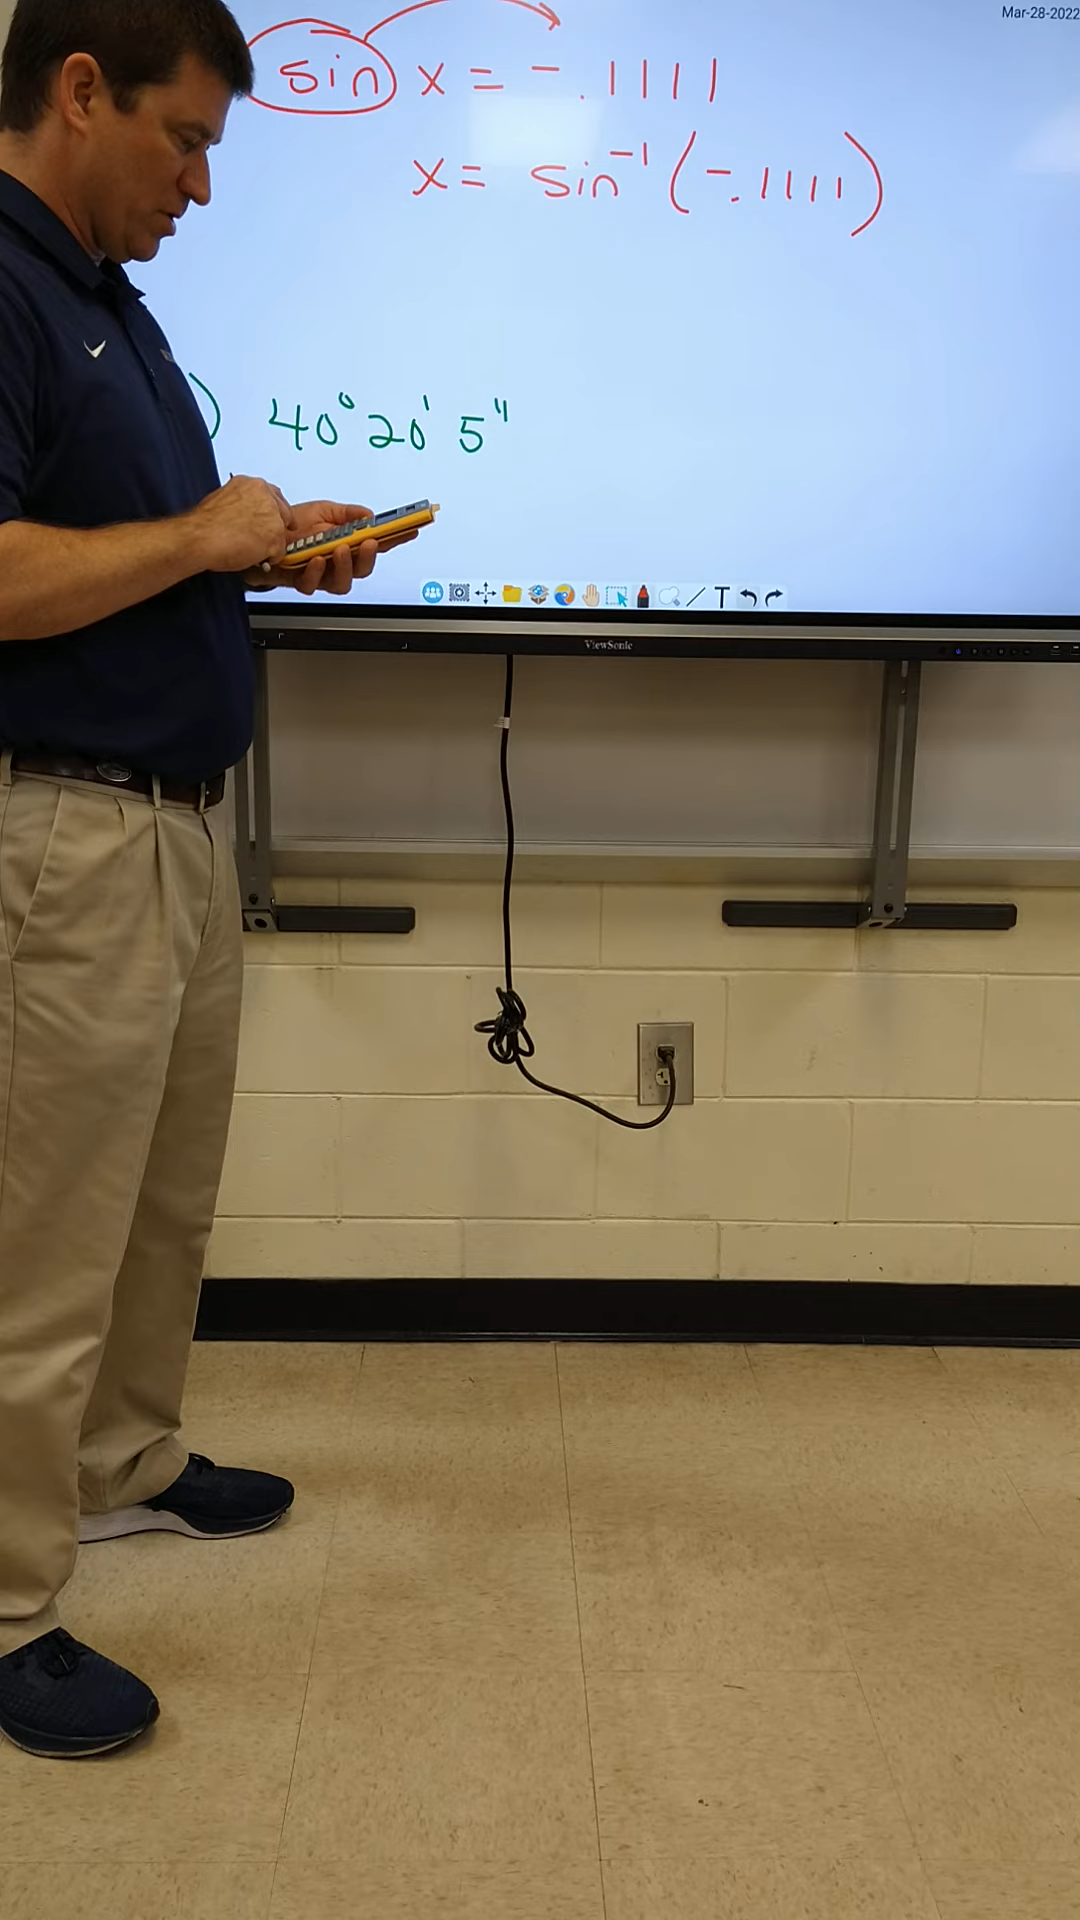 Mar-28-2022
sin x = - .1111
x = sin⁻¹ (-.1111)
) 40° 20' 5"
T
ViewSonic